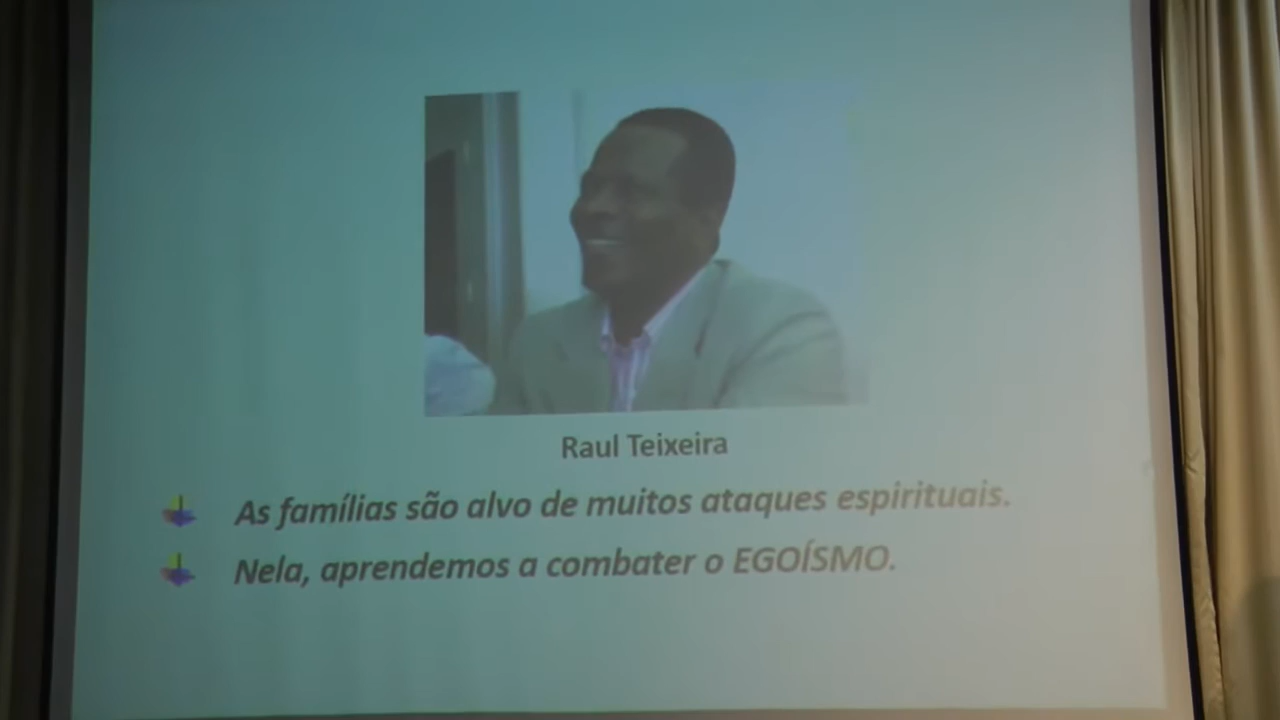 Raul Teixeira
As famílias são alvo de muitos ataques espirituais.
Nela, aprendemos a combater o EGOÍSMO.